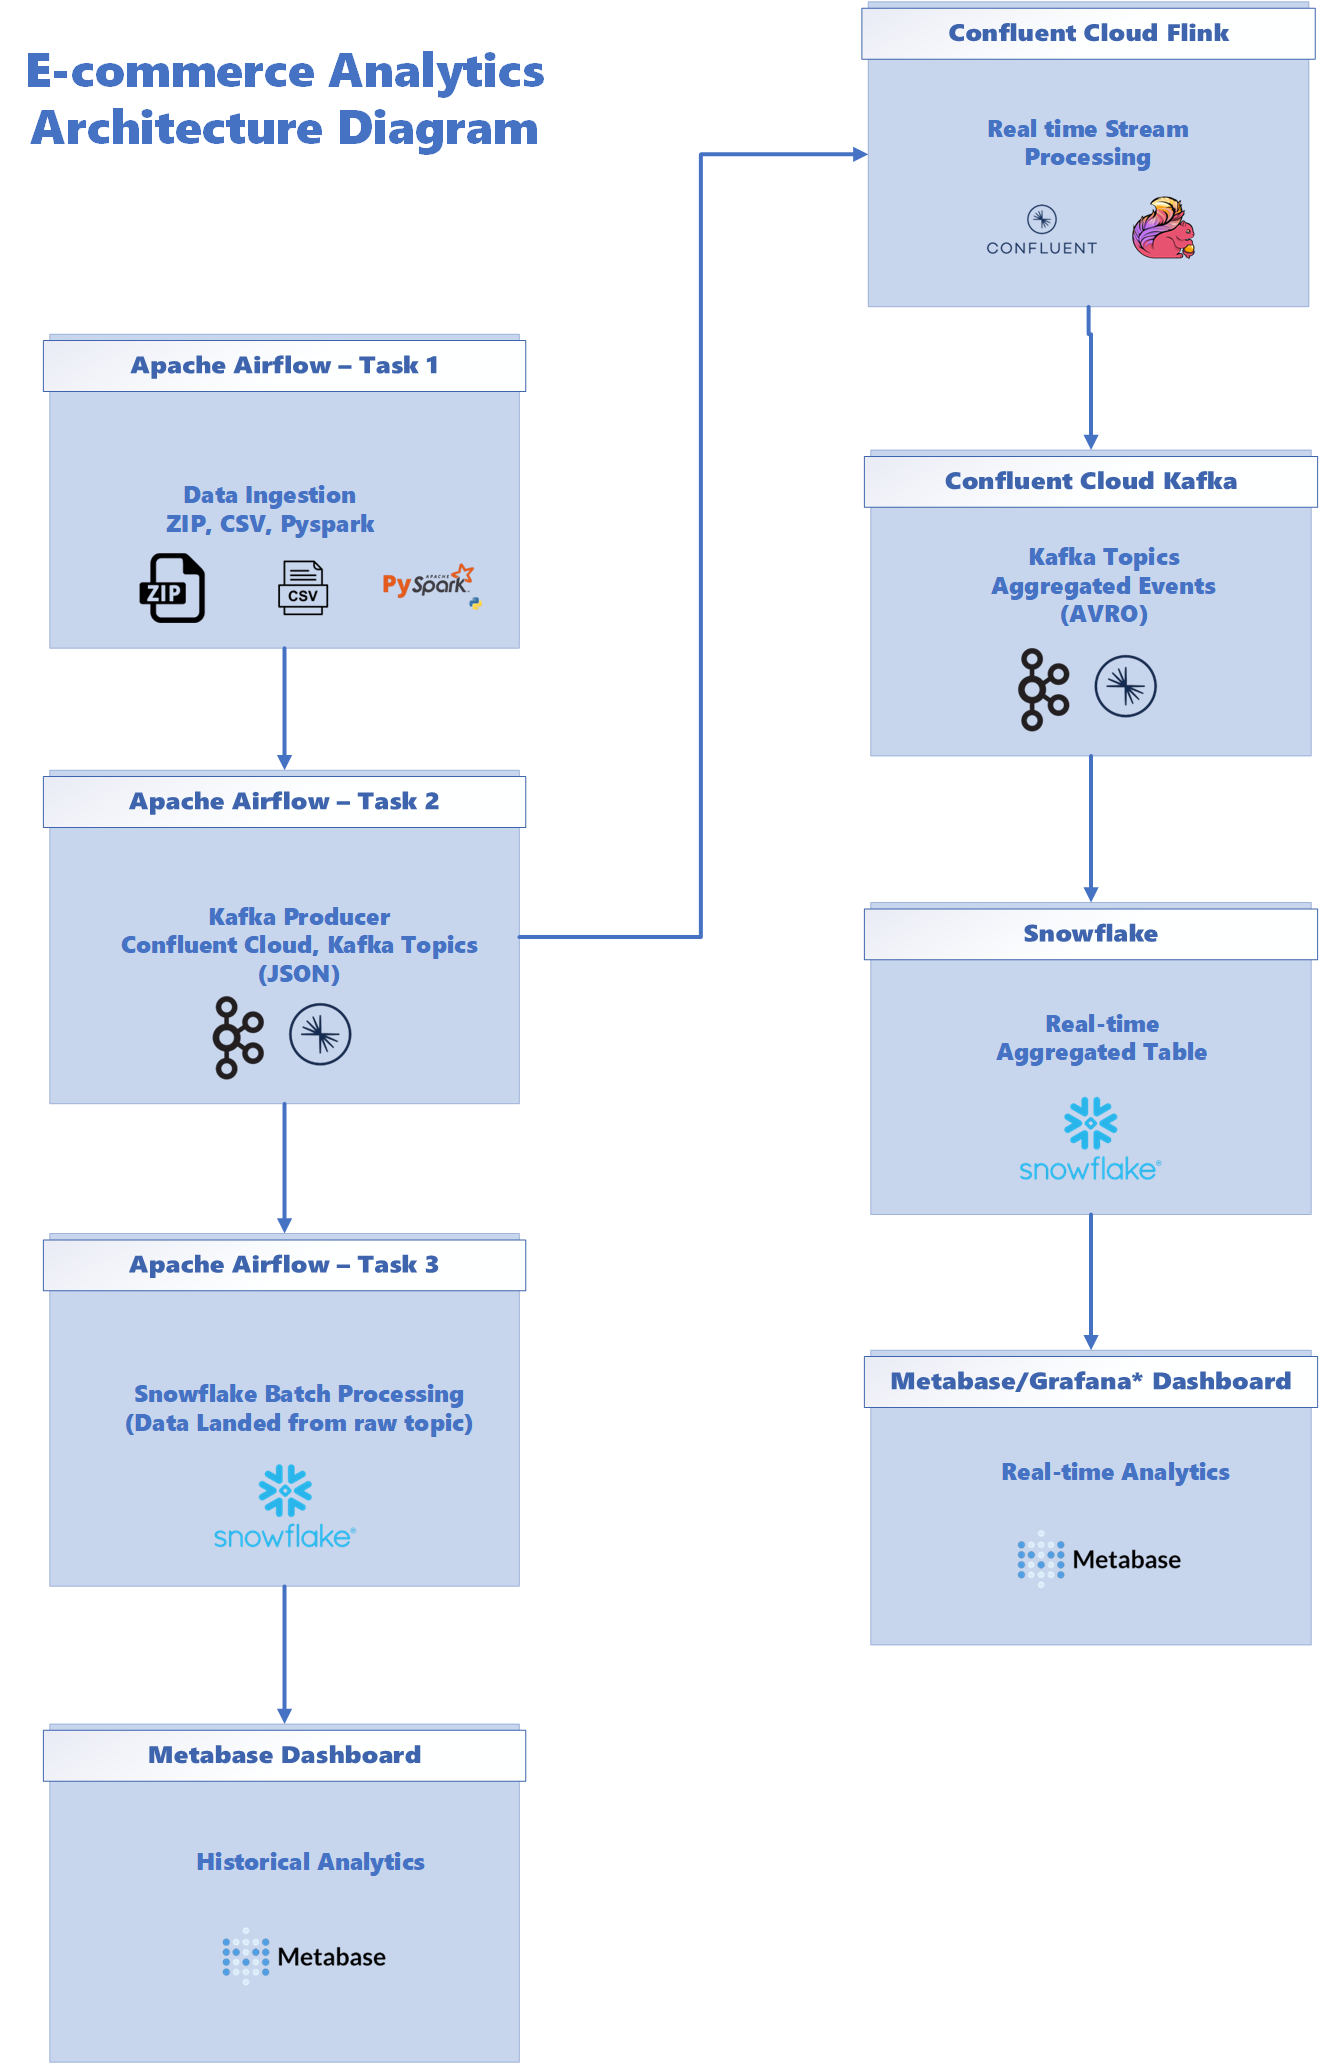 E-commerce Analytics
Architecture Diagram
Apache Airflow – Task 1
Data Ingestion
ZIP, CSV, Pyspark
ZIP
CSV
APACHE
PySpark
Apache Airflow – Task 2
Kafka Producer
Confluent Cloud, Kafka Topics
(JSON)
Apache Airflow – Task 3
Snowflake Batch Processing
(Data Landed from raw topic)
snowflake®
Metabase Dashboard
Historical Analytics
Metabase
Confluent Cloud Flink
Real time Stream
Processing
CONFLUENT
Confluent Cloud Kafka
Kafka Topics
Aggregated Events
(AVRO)
Snowflake
Real-time
Aggregated Table
snowflake®
Metabase/Grafana* Dashboard
Real-time Analytics
Metabase